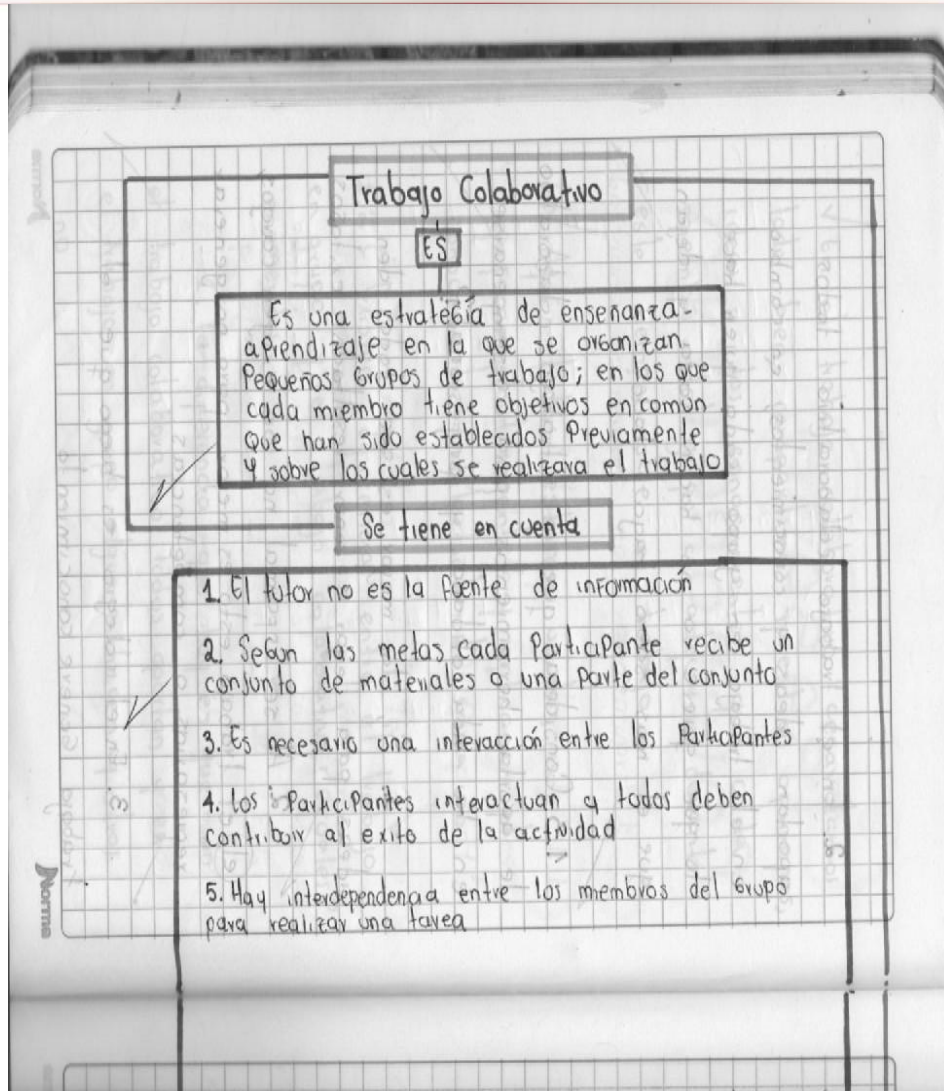 Trabajo Colaborativo
ES
Es una estrategia de enseñanza-
aprendizaje en la que se organizan
Pequeños Grupos de trabajo; en los que
cada miembro tiene objetivos en común
que han sido establecidos Previamente
y sobre los cuales se realizara el trabajo
Se tiene en cuenta
1. El tutor no es la fuente de información
2. Según las metas cada Participante recibe un
conjunto de materiales o una parte del conjunto
3. Es necesario una interacción entre los Participantes
4. los Participantes interactuan y todos deben
contribuir al exito de la actividad
5. Hay interdependencia entre los miembros del Grupo
para realizar una tarea
Norma